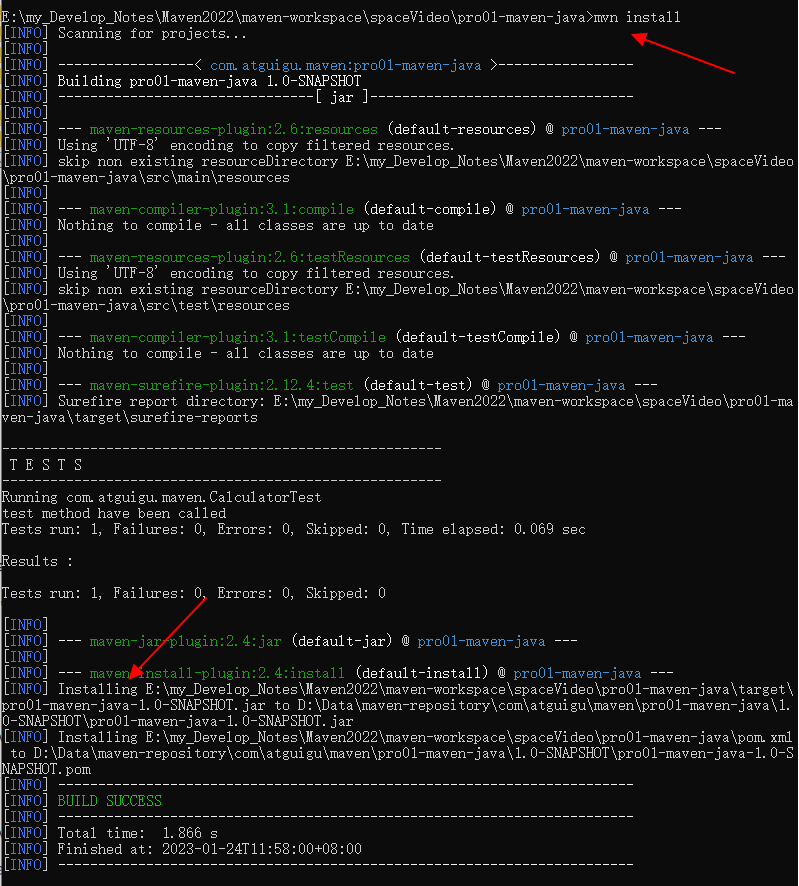 E:\my_Develop_Notes\Maven2022\maven-workspace\spaceVideo\pro01-maven-java>mvn install
[INFO] Scanning for projects...
[INFO]
[INFO] -----------------< com.atguigu.maven:pro01-maven-java >-----------------
[INFO] Building pro01-maven-java 1.0-SNAPSHOT
[INFO] --------------------------------[ jar ]---------------------------------
[INFO]
[INFO] --- maven-resources-plugin:2.6:resources (default-resources) @ pro01-maven-java ---
[INFO] Using 'UTF-8' encoding to copy filtered resources.
[INFO] skip non existing resourceDirectory E:\my_Develop_Notes\Maven2022\maven-workspace\spaceVideo
\pro01-maven-java\src\main\resources
[INFO]
[INFO] --- maven-compiler-plugin:3.1:compile (default-compile) @ pro01-maven-java ---
[INFO] Nothing to compile - all classes are up to date
[INFO]
[INFO] --- maven-resources-plugin:2.6:testResources (default-testResources) @ pro01-maven-java ---
[INFO] Using 'UTF-8' encoding to copy filtered resources.
[INFO] skip non existing resourceDirectory E:\my_Develop_Notes\Maven2022\maven-workspace\spaceVideo
\pro01-maven-java\src\test\resources
[INFO]
[INFO] --- maven-compiler-plugin:3.1:testCompile (default-testCompile) @ pro01-maven-java ---
[INFO] Nothing to compile - all classes are up to date
[INFO]
[INFO] --- maven-surefire-plugin:2.12.4:test (default-test) @ pro01-maven-java ---
[INFO] Surefire report directory: E:\my_Develop_Notes\Maven2022\maven-workspace\spaceVideo\pro01-ma
ven-java\target\surefire-reports
-------------------------------------------------------
T E S T S
-------------------------------------------------------
Running com.atguigu.maven.CalculatorTest
test method have been called
Tests run: 1, Failures: 0, Errors: 0, Skipped: 0, Time elapsed: 0.069 sec
Results :
Tests run: 1, Failures: 0, Errors: 0, Skipped: 0
[INFO]
[INFO] --- maven-jar-plugin:2.4:jar (default-jar) @ pro01-maven-java ---
[INFO]
[INFO] --- maven-install-plugin:2.4:install (default-install) @ pro01-maven-java ---
[INFO] Installing E:\my_Develop_Notes\Maven2022\maven-workspace\spaceVideo\pro01-maven-java\target\
pro01-maven-java-1.0-SNAPSHOT.jar to D:\Data\maven-repository\com\atguigu\maven\pro01-maven-java\1.
0-SNAPSHOT\pro01-maven-java-1.0-SNAPSHOT.jar
[INFO] Installing E:\my_Develop_Notes\Maven2022\maven-workspace\spaceVideo\pro01-maven-java\pom.xml
to D:\Data\maven-repository\com\atguigu\maven\pro01-maven-java\1.0-SNAPSHOT\pro01-maven-java-1.0-S
NAPSHOT.pom
[INFO] ------------------------------------------------------------------------
[INFO] BUILD SUCCESS
[INFO] ------------------------------------------------------------------------
[INFO] Total time:  1.866 s
[INFO] Finished at: 2023-01-24T11:58:00+08:00
[INFO] ------------------------------------------------------------------------